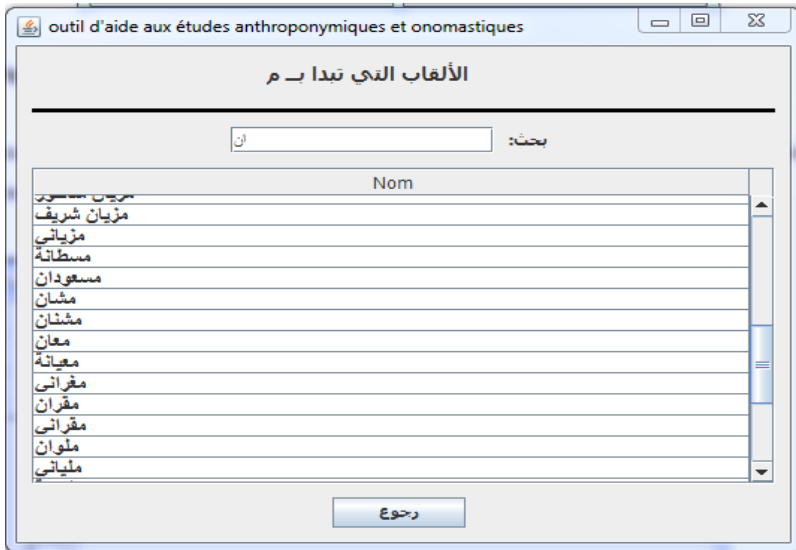 outil d'aide aux études anthroponymiques et onomastiques
الألقاب التي تبدا بــ م
بحث: ان
Nom
مزيان شريف
مزياني
مسطانة
مسعودان
مشان
مشنان
معان
معيانة
مغراني
مقران
مقراني
ملوان
ملياني
رجوع